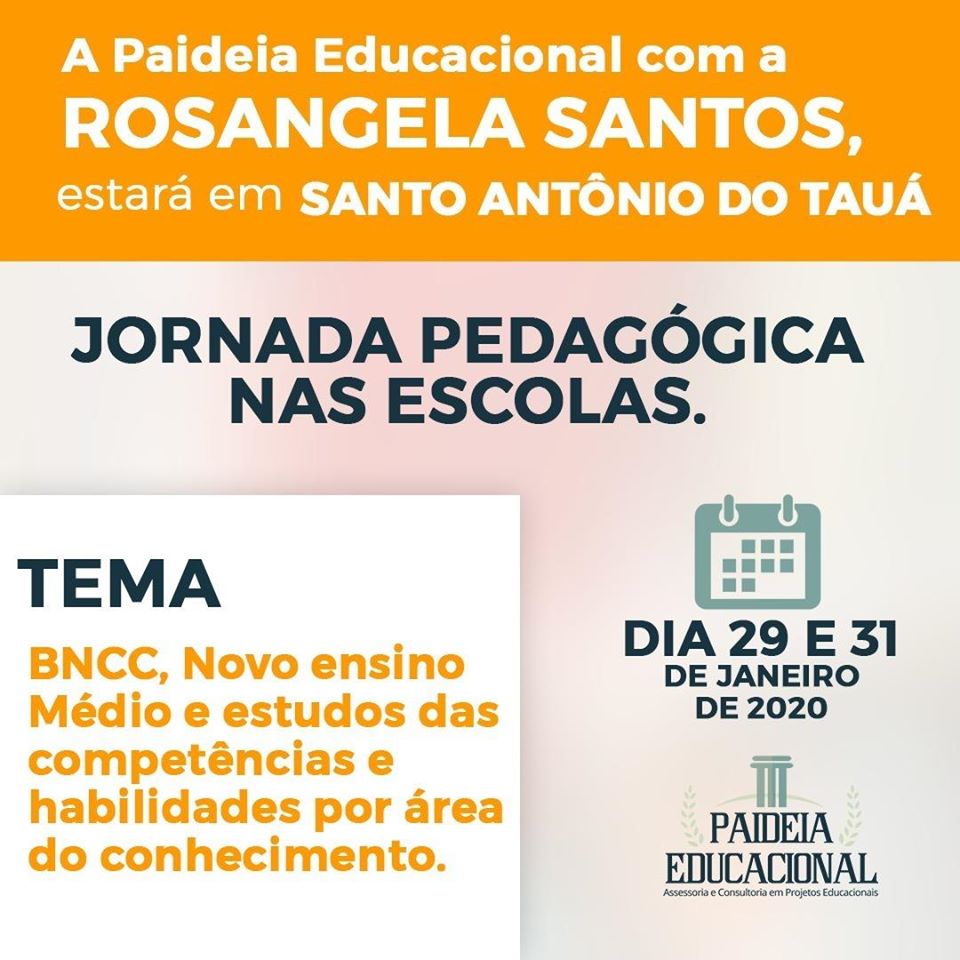 A Paideia Educacional com a
ROSANGELA SANTOS,
estará em SANTO ANTÔNIO DO TAUÁ
JORNADA PEDAGÓGICA
NAS ESCOLAS.
TEMA
BNCC, Novo ensino
Médio e estudos das
competências e
habilidades por área
do conhecimento.
DIA 29 E 31
DE JANEIRO
DE 2020
PAIDEIA
EDUCACIONAL
Assessoria e Consultoria em Projetos Educacionais